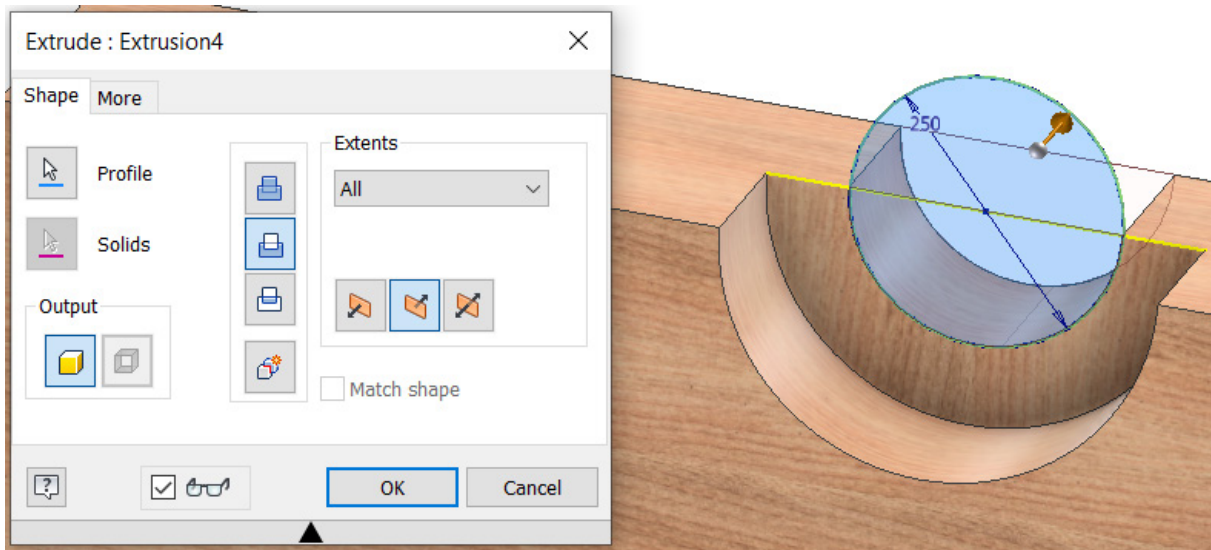 Extrude : Extrusion4
Shape More
Profile
Solids
Output
Extents
All
Match shape
?
OK
Cancel
250